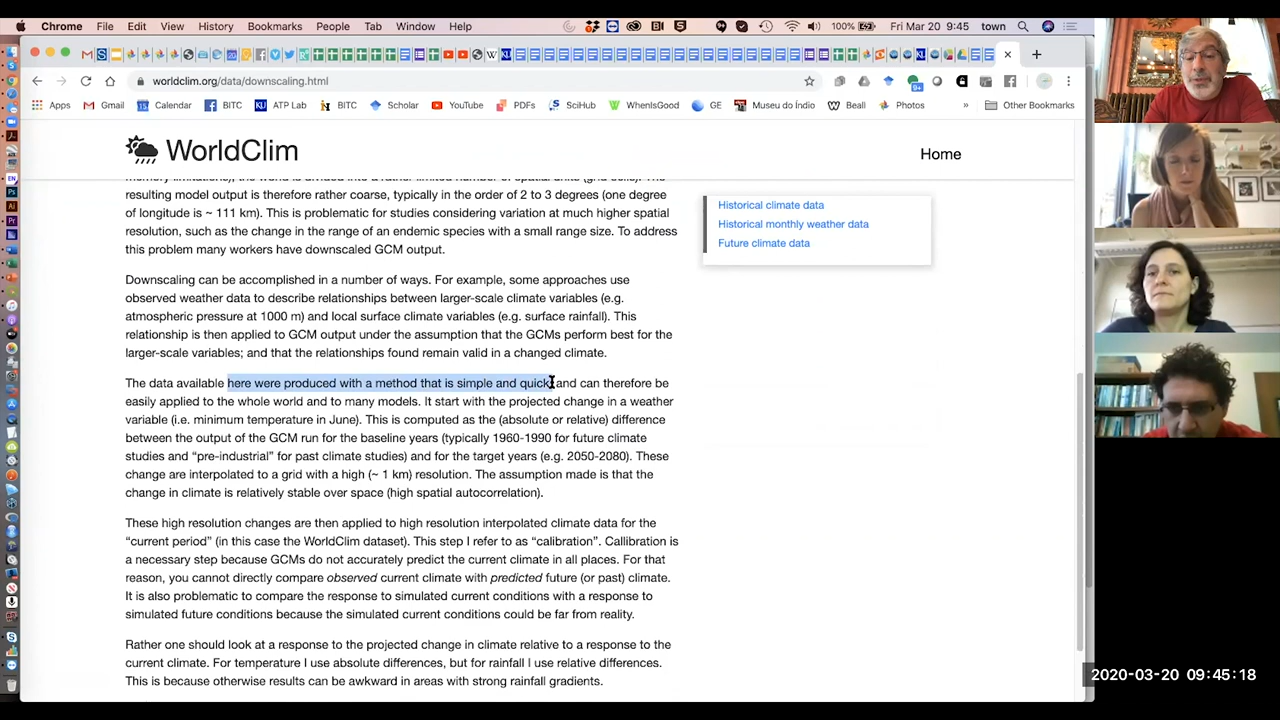 Chrome File Edit View History Bookmarks People Tab Window Help 100% Fri Mar 20 9:45 town
worldclim.org/data/downscaling.html
Apps Gmail Calendar BITC ATP Lab BITC Scholar YouTube PDFs SciHub WhenIsGood GE Museu do Índio Beall Photos » Other Bookmarks
WorldClim Home
resulting model output is therefore rather coarse, typically in the order of 2 to 3 degrees (one degree
of longitude is ~ 111 km). This is problematic for studies considering variation at much higher spatial
resolution, such as the change in the range of an endemic species with a small range size. To address
this problem many workers have downscaled GCM output.
Historical climate data
Historical monthly weather data
Future climate data
Downscaling can be accomplished in a number of ways. For example, some approaches use
observed weather data to describe relationships between larger-scale climate variables (e.g.
atmospheric pressure at 1000 m) and local surface climate variables (e.g. surface rainfall). This
relationship is then applied to GCM output under the assumption that the GCMs perform best for the
larger-scale variables; and that the relationships found remain valid in a changed climate.
The data available here were produced with a method that is simple and quick and can therefore be
easily applied to the whole world and to many models. It start with the projected change in a weather
variable (i.e. minimum temperature in June). This is computed as the (absolute or relative) difference
between the output of the GCM run for the baseline years (typically 1960-1990 for future climate
studies and “pre-industrial” for past climate studies) and for the target years (e.g. 2050-2080). These
change are interpolated to a grid with a high (~ 1 km) resolution. The assumption made is that the
change in climate is relatively stable over space (high spatial autocorrelation).
These high resolution changes are then applied to high resolution interpolated climate data for the
“current period” (in this case the WorldClim dataset). This step I refer to as “calibration”. Callibration is
a necessary step because GCMs do not accurately predict the current climate in all places. For that
reason, you cannot directly compare observed current climate with predicted future (or past) climate.
It is also problematic to compare the response to simulated current conditions with a response to
simulated future conditions because the simulated current conditions could be far from reality.
Rather one should look at a response to the projected change in climate relative to a response to the
current climate. For temperature I use absolute differences, but for rainfall I use relative differences.
This is because otherwise results can be awkward in areas with strong rainfall gradients.
2020-03-20 09:45:18